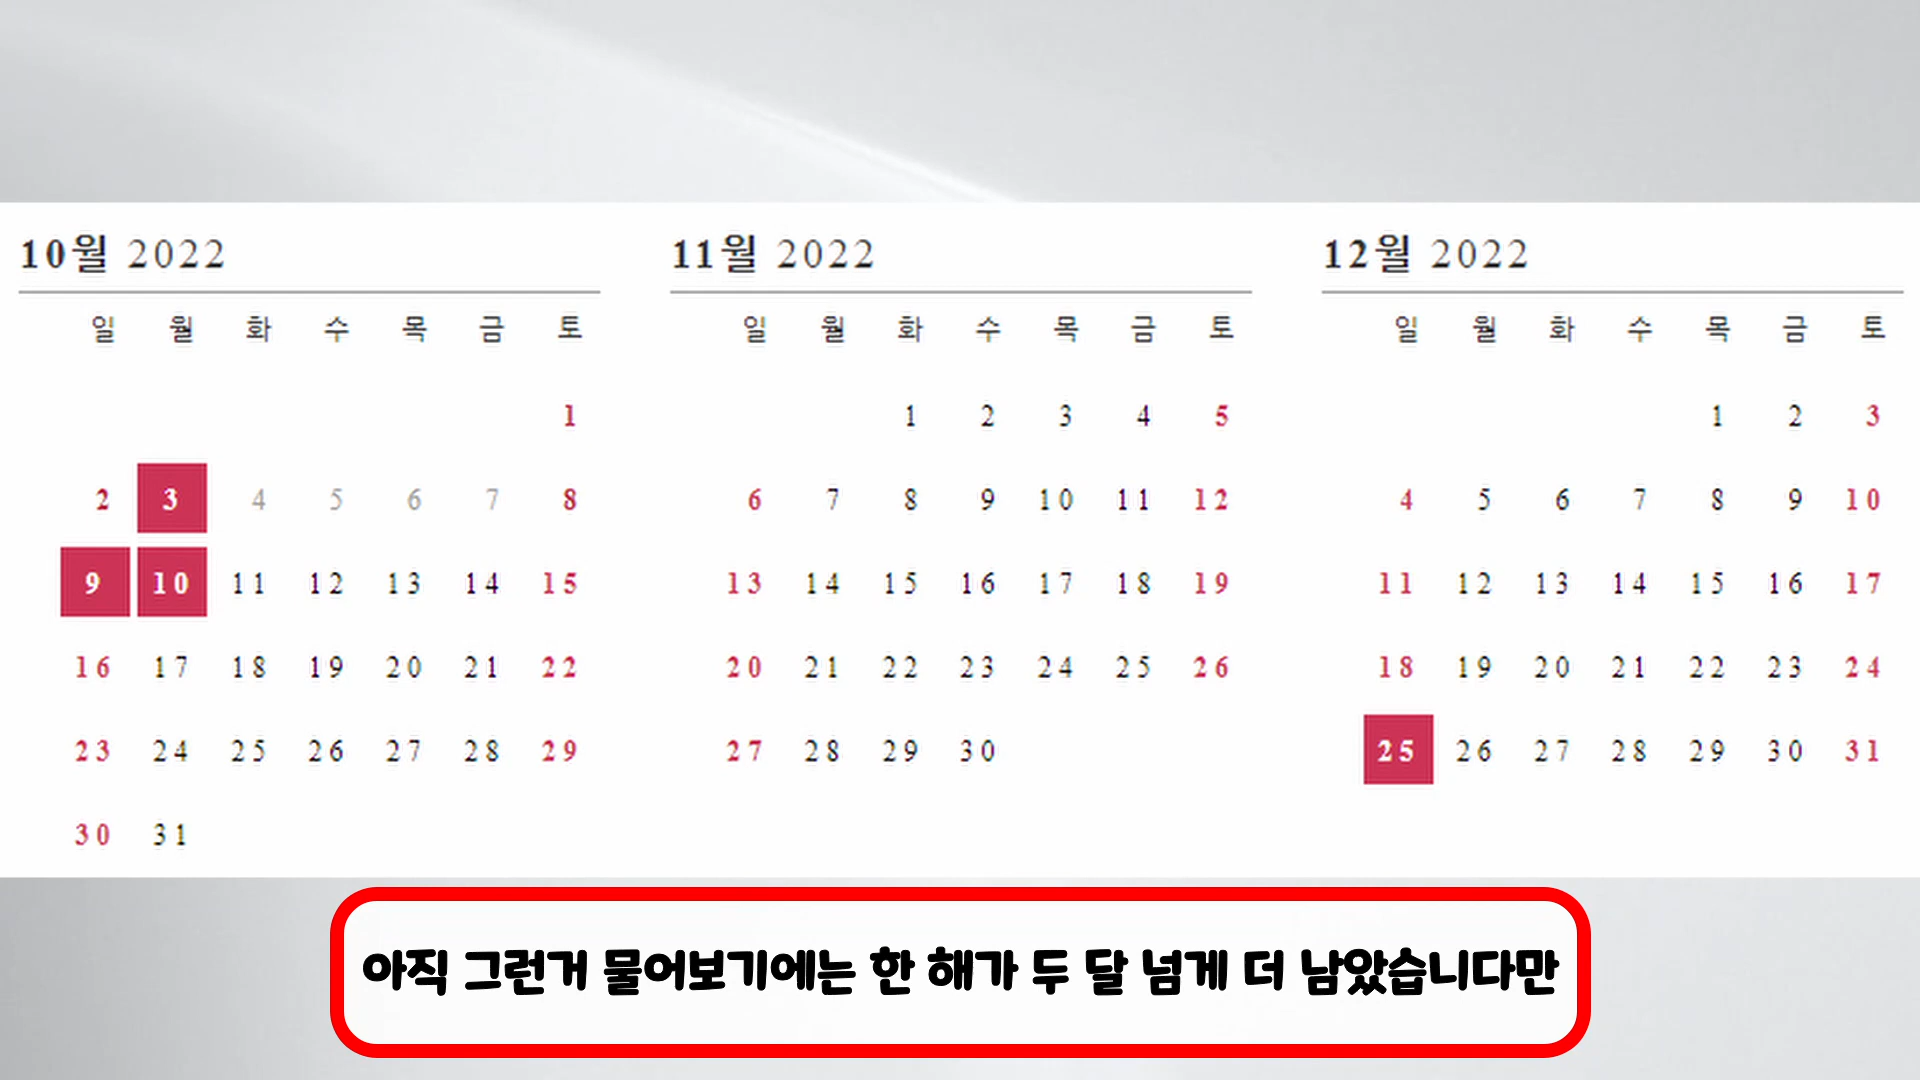 10월 2022
일 월 화 수 목 금 토
1
2 3 4 5 6 7 8
9 10 11 12 13 14 15
16 17 18 19 20 21 22
23 24 25 26 27 28 29
30 31
11월 2022
일 월 화 수 목 금 토
1 2 3 4 5
6 7 8 9 10 11 12
13 14 15 16 17 18 19
20 21 22 23 24 25 26
27 28 29 30
12월 2022
일 월 화 수 목 금 토
1 2 3
4 5 6 7 8 9 10
11 12 13 14 15 16 17
18 19 20 21 22 23 24
25 26 27 28 29 30 31
아직 그런거 물어보기에는 한 해가 두 달 넘게 더 남았습니다만